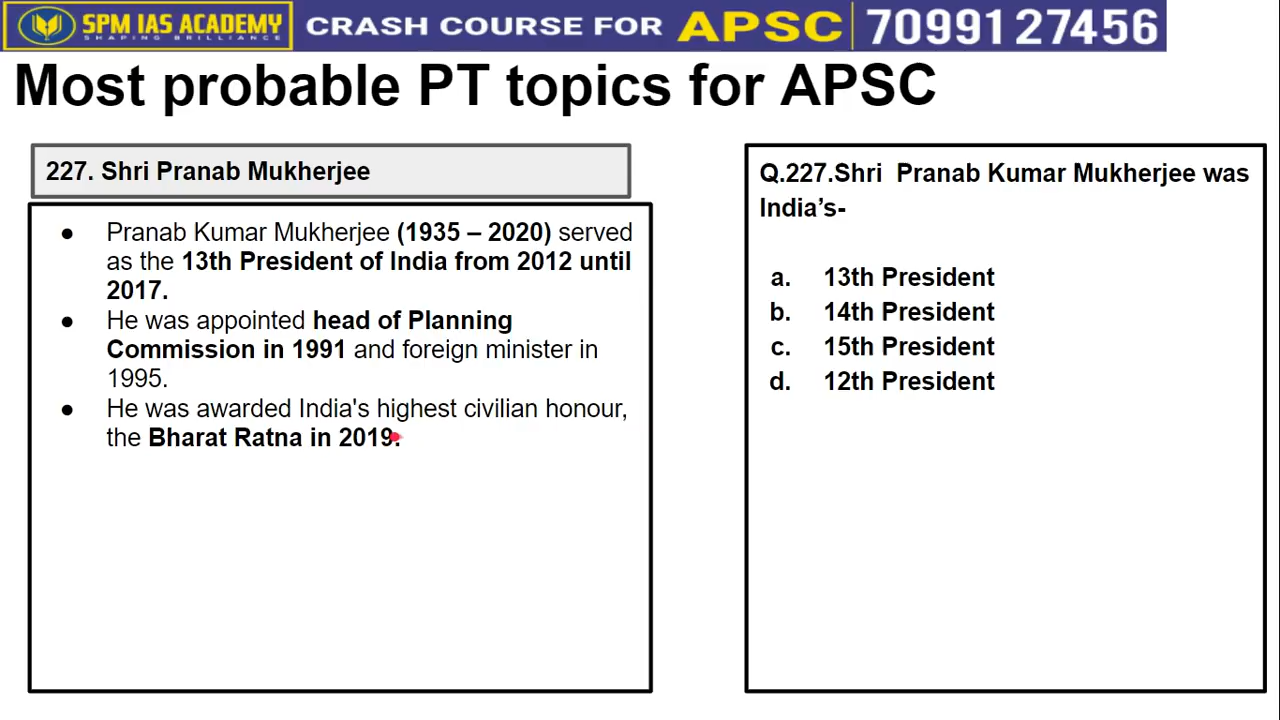 SPM IAS ACADEMY
SHAPING BRILLIANCE
CRASH COURSE FOR APSC 70991 27456
Most probable PT topics for APSC
227. Shri Pranab Mukherjee
● Pranab Kumar Mukherjee (1935 – 2020) served
as the 13th President of India from 2012 until
2017.
● He was appointed head of Planning
Commission in 1991 and foreign minister in
1995.
● He was awarded India's highest civilian honour,
the Bharat Ratna in 2019.
Q.227.Shri Pranab Kumar Mukherjee was
India’s-
a. 13th President
b. 14th President
c. 15th President
d. 12th President